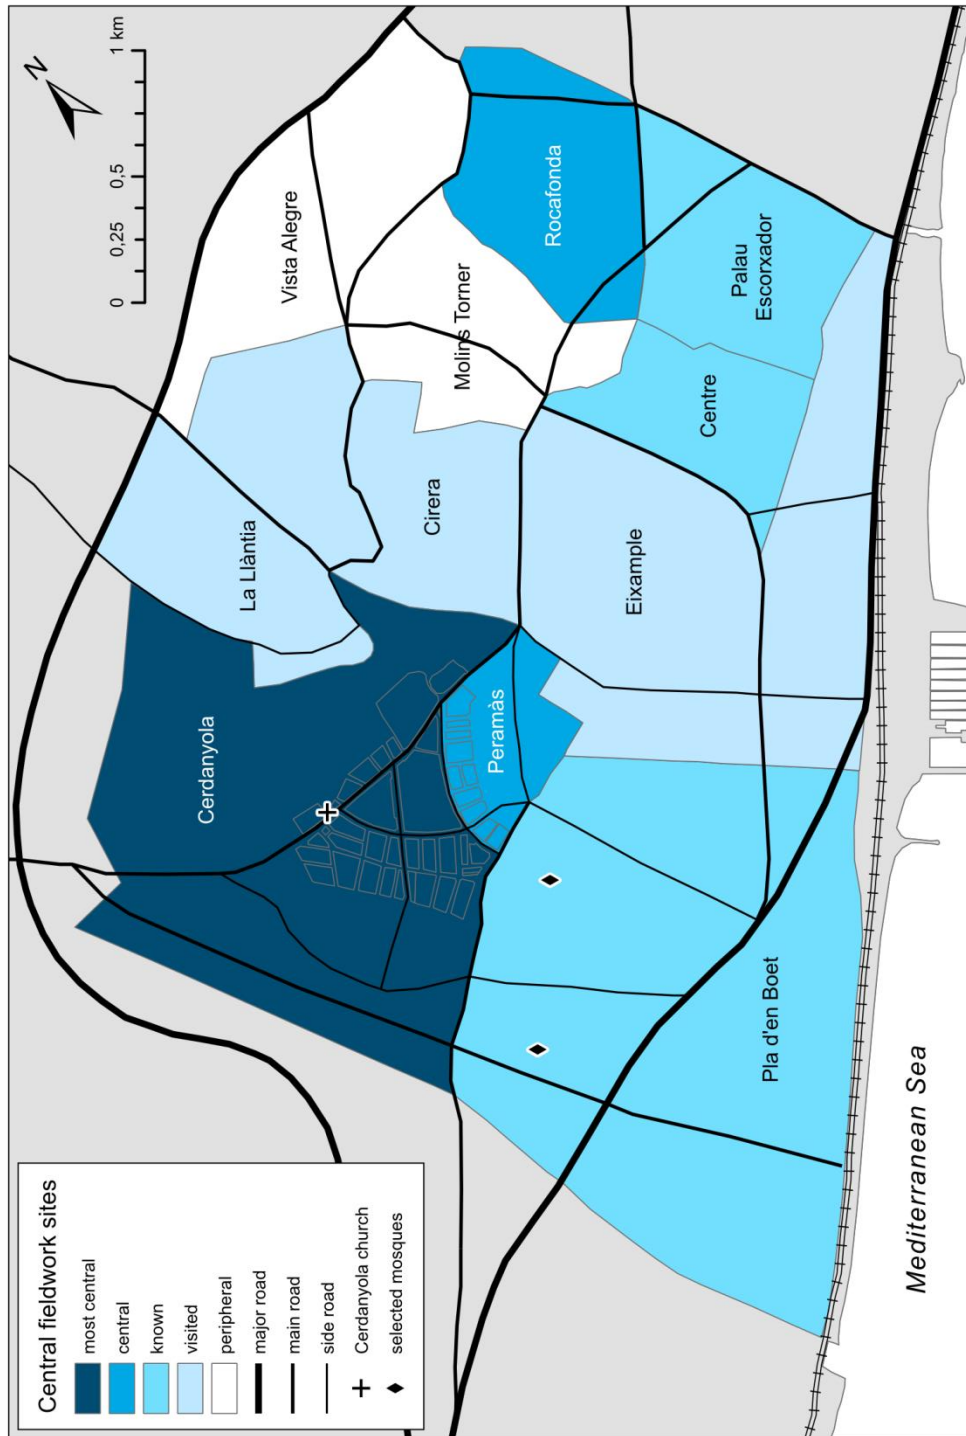 Central fieldwork sites
most central
central
known
visited
peripheral
major road
main road
side road
Cerdanyola church
selected mosques
N
0
0,25
0,5
1 km
Cerdanyola
La Llàntia
Vista Alegre
Cirera
Molins Torner
Rocafonda
Peramàs
Eixample
Centre
Palau
Escorxador
Pla d'en Boet
Mediterranean Sea